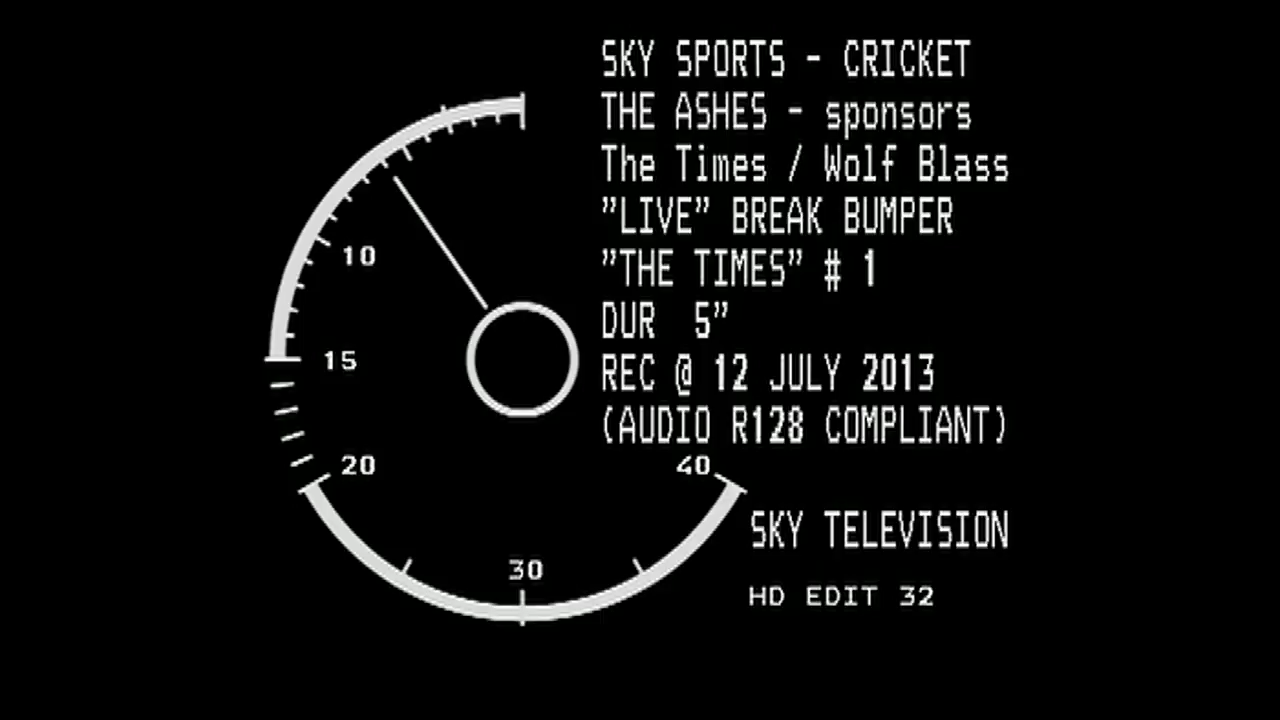 SKY SPORTS - CRICKET
THE ASHES - sponsors
The Times / Wolf Blass
”LIVE” BREAK BUMPER
”THE TIMES” # 1
DUR 5”
REC @ 12 JULY 2013
(AUDIO R128 COMPLIANT)
10
15
20
30
40
SKY TELEVISION
HD EDIT 32